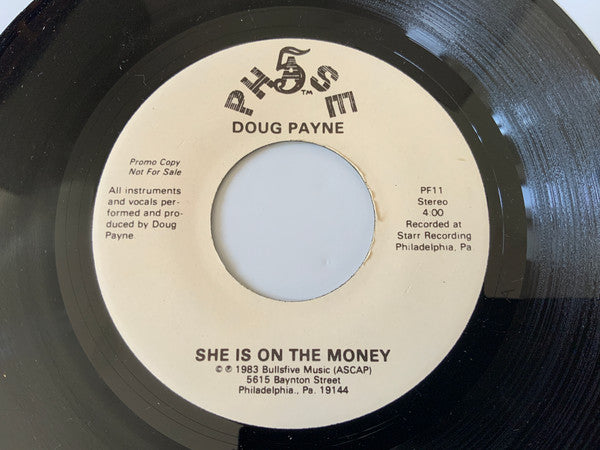 PHA5E
TM
DOUG PAYNE
Promo Copy
Not For Sale
All instruments
and vocals per-
formed and pro-
duced by Doug
Payne.
PF11
Stereo
4:00
Recorded at
Starr Recording
Philadelphia, Pa
SHE IS ON THE MONEY
© ℗ 1983 Bullsfive Music (ASCAP)
5615 Baynton Street
Philadelphia., Pa. 19144